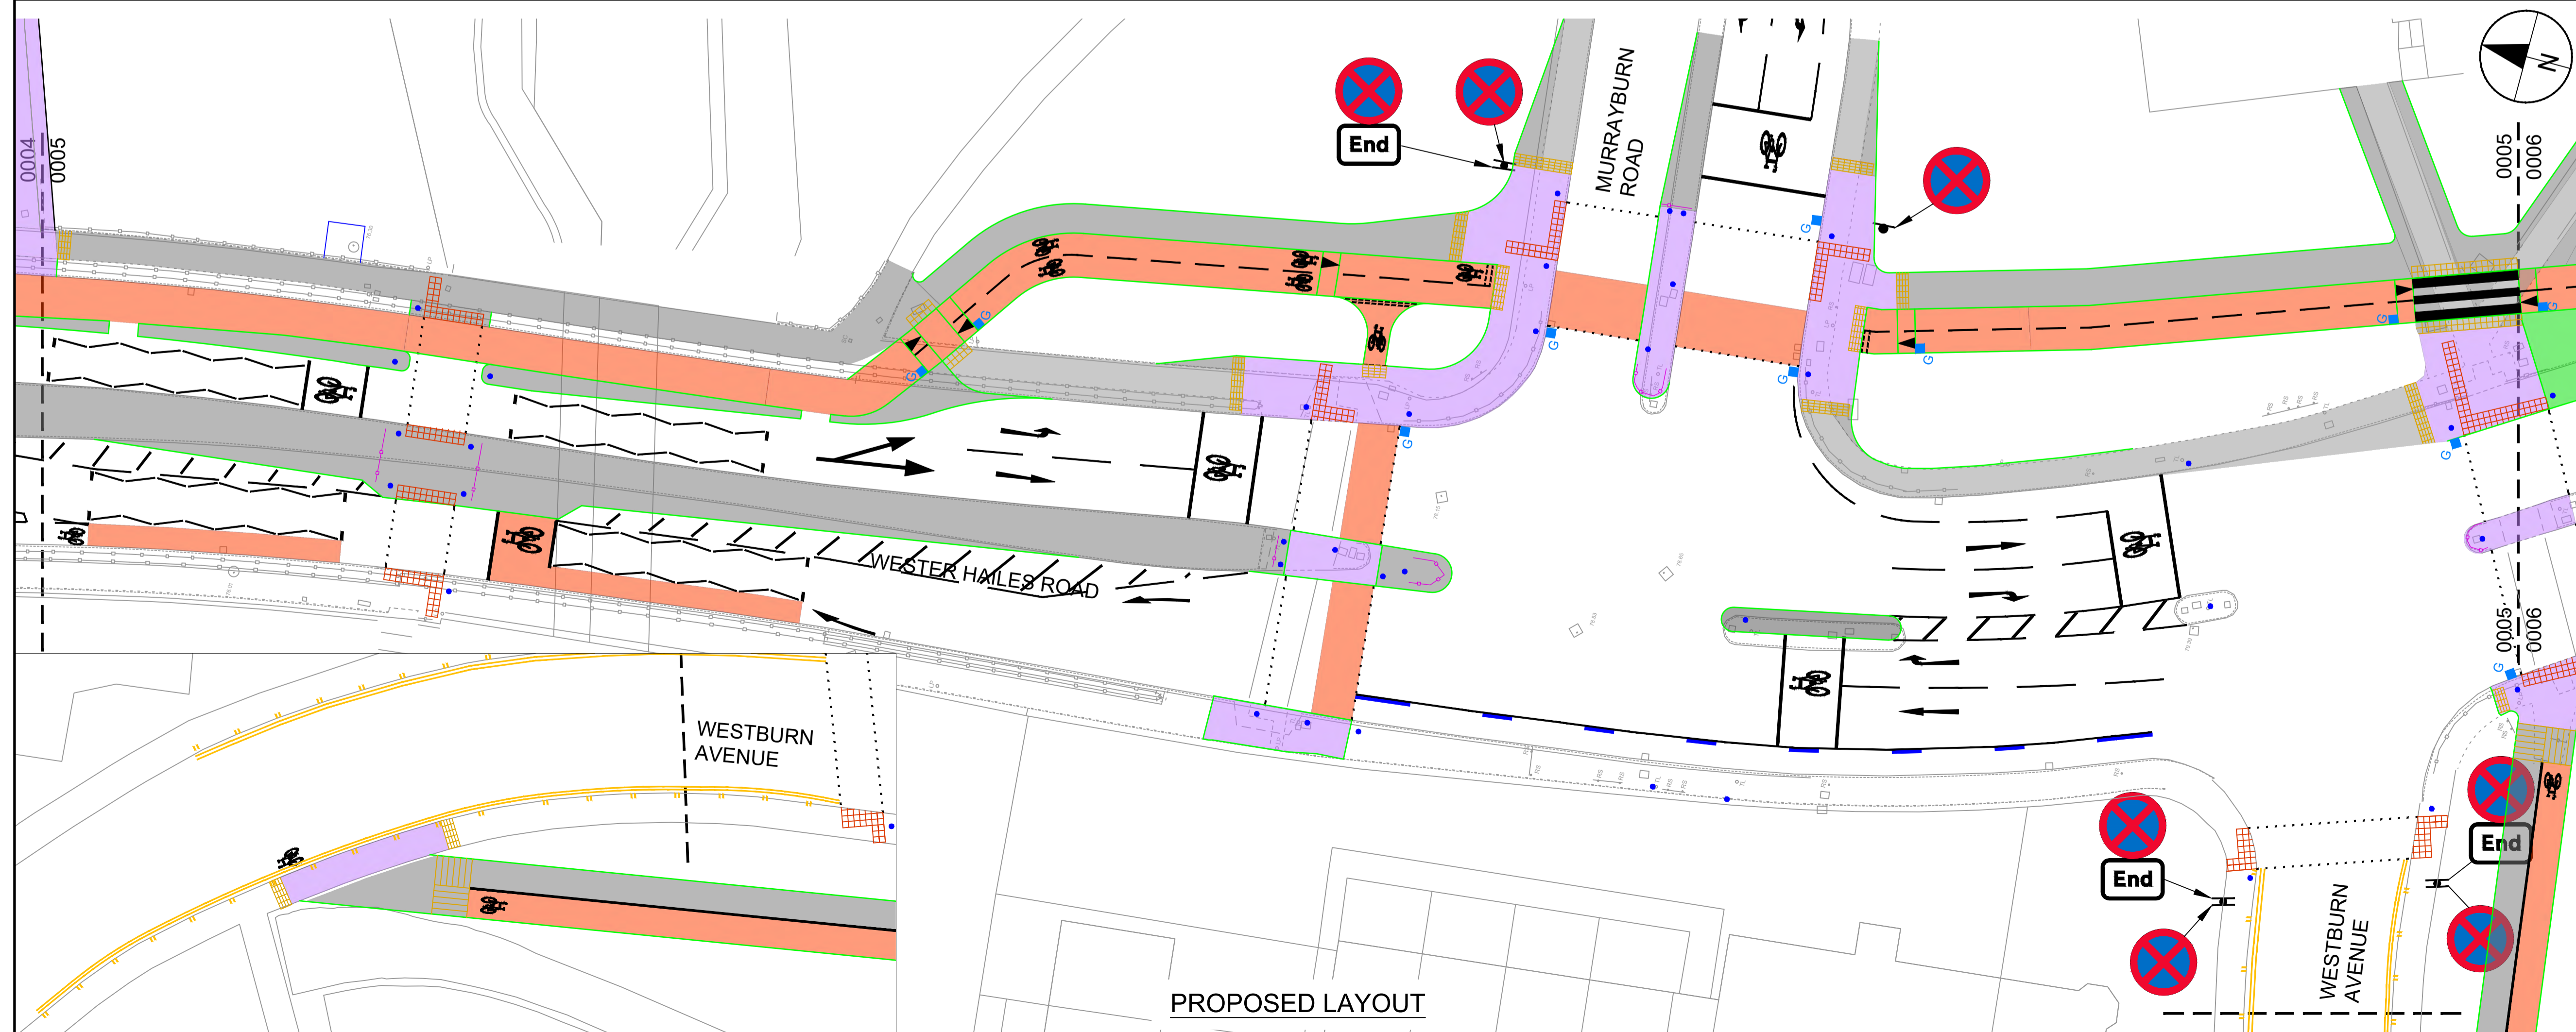 0004
0005
End
MURRAYBURN
ROAD
0005
0006
N
G
G
G
G
G
G
G
G
G
G
G
WESTER HAILES ROAD
0005
0006
WESTBURN
AVENUE
End
End
WESTBURN
AVENUE
PROPOSED LAYOUT